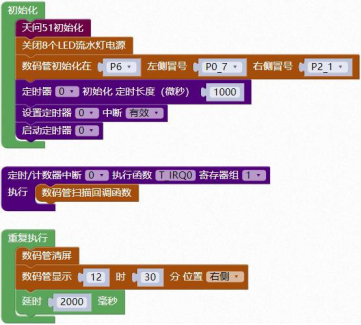 初始化
天问51初始化
关闭8个LED流水灯电源
数码管初始化在 P6 左侧冒号 P0_7 右侧冒号 P2_1
定时器 0 初始化 定时长度（微秒） 1000
设置定时器 0 中断 有效
启动定时器 0
定时/计数器中断 0 执行函数 T_IRQ0 寄存器组 1
执行 数码管扫描回调函数
重复执行
数码管清屏
数码管显示 12 时 30 分 位置 右侧
延时 2000 毫秒